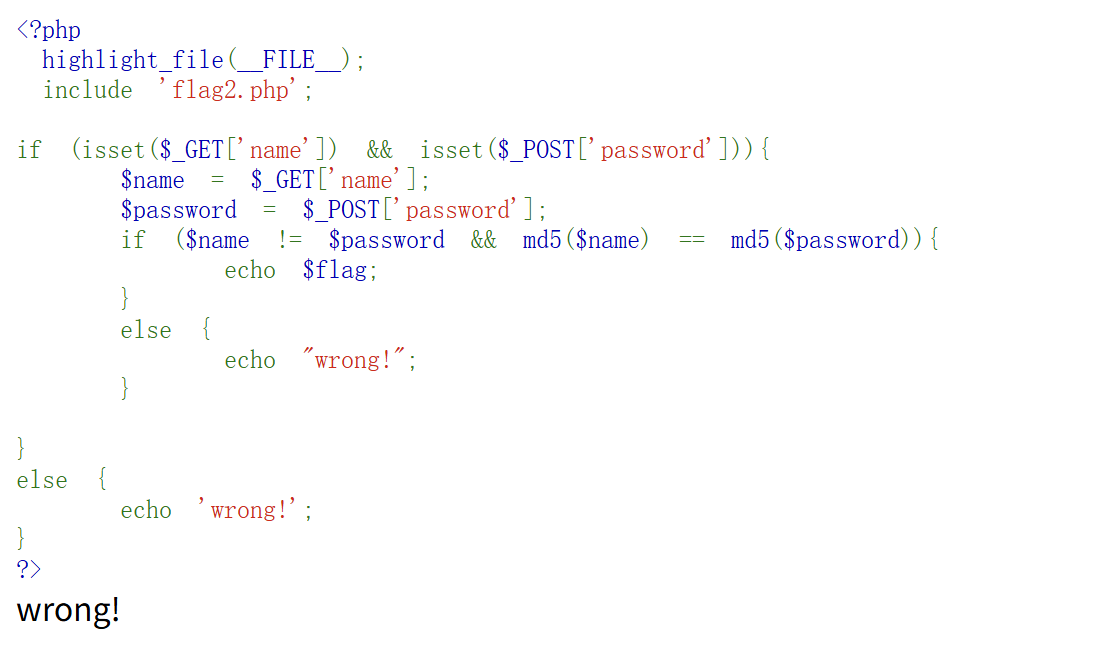 <?php
highlight_file(__FILE__);
include 'flag2.php';
if (isset($_GET['name']) && isset($_POST['password'])){
$name = $_GET['name'];
$password = $_POST['password'];
if ($name != $password && md5($name) == md5($password)){
echo $flag;
}
else {
echo "wrong!";
}
}
else {
echo 'wrong!';
}
?>
wrong!